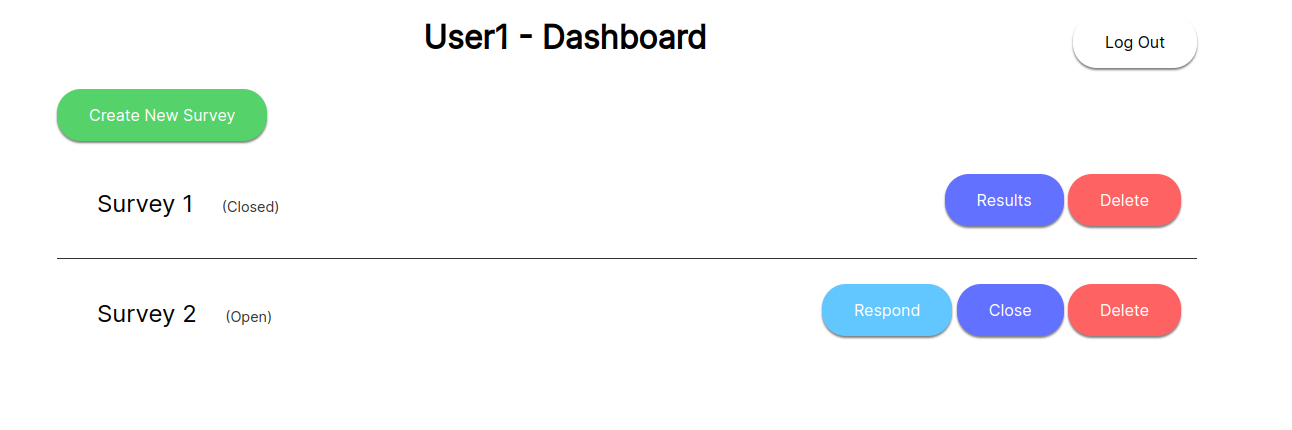 User1 - Dashboard
Log Out
Create New Survey
Survey 1 (Closed) Results Delete
Survey 2 (Open) Respond Close Delete